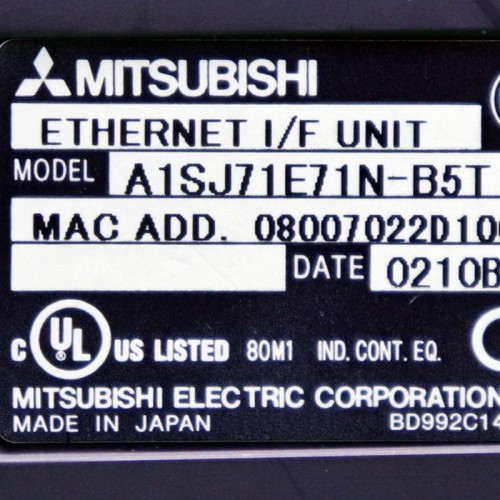 MITSUBISHI
ETHERNET I/F UNIT
MODEL A1SJ71E71N-B5T
MAC ADD. 08007022D10
DATE 0210B
C UL ® US LISTED 80M1 IND. CONT. EQ.
MITSUBISHI ELECTRIC CORPORATION
MADE IN JAPAN BD992C14